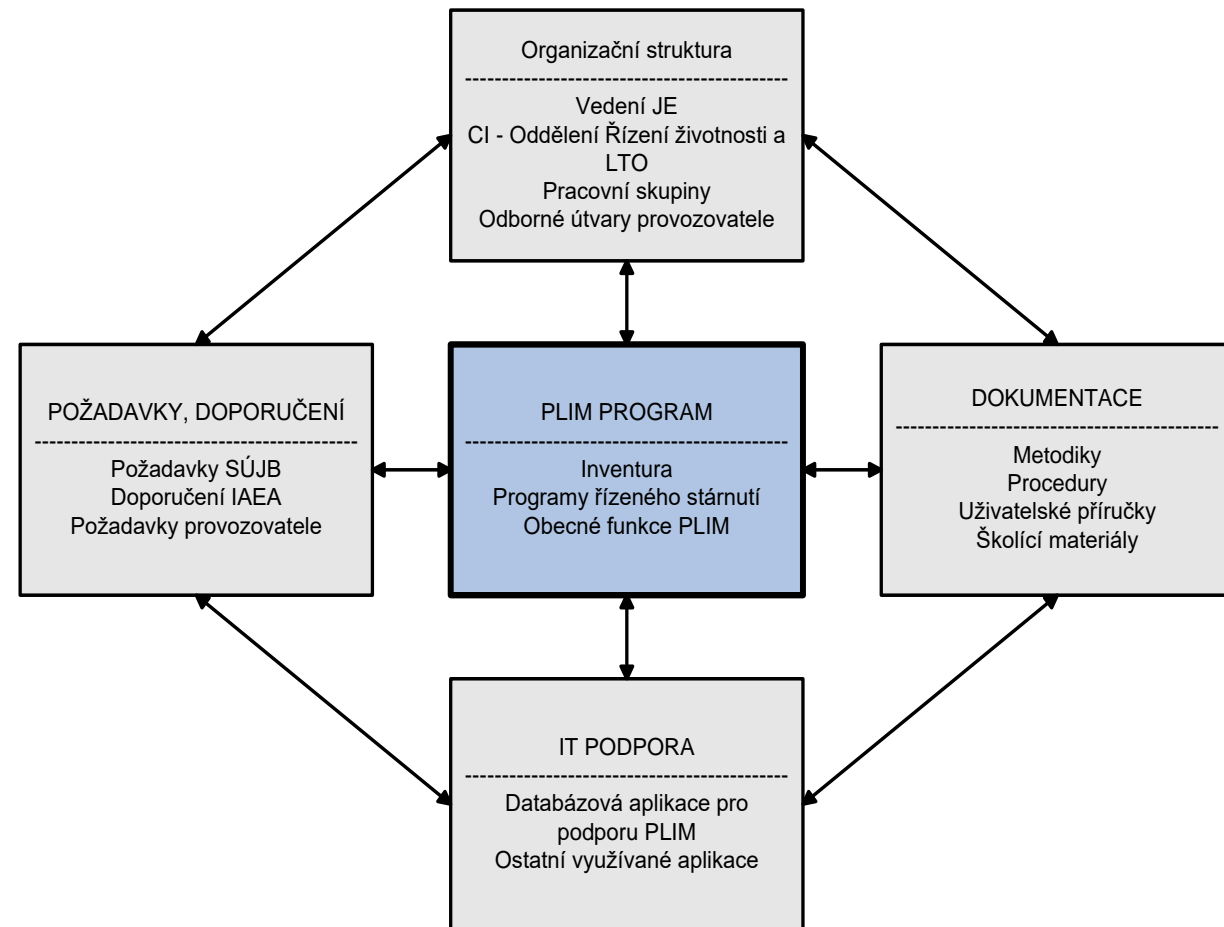 Organizační struktura
Vedení JE
CI - Oddělení Řízení životnosti a
LTO
Pracovní skupiny
Odborné útvary provozovatele
POŽADAVKY, DOPORUČENÍ
Požadavky SÚJB
Doporučení IAEA
Požadavky provozovatele
PLIM PROGRAM
Inventura
Programy řízeného stárnutí
Obecné funkce PLIM
DOKUMENTACE
Metodiky
Procedury
Uživatelské příručky
Školící materiály
IT PODPORA
Databázová aplikace pro
podporu PLIM
Ostatní využívané aplikace